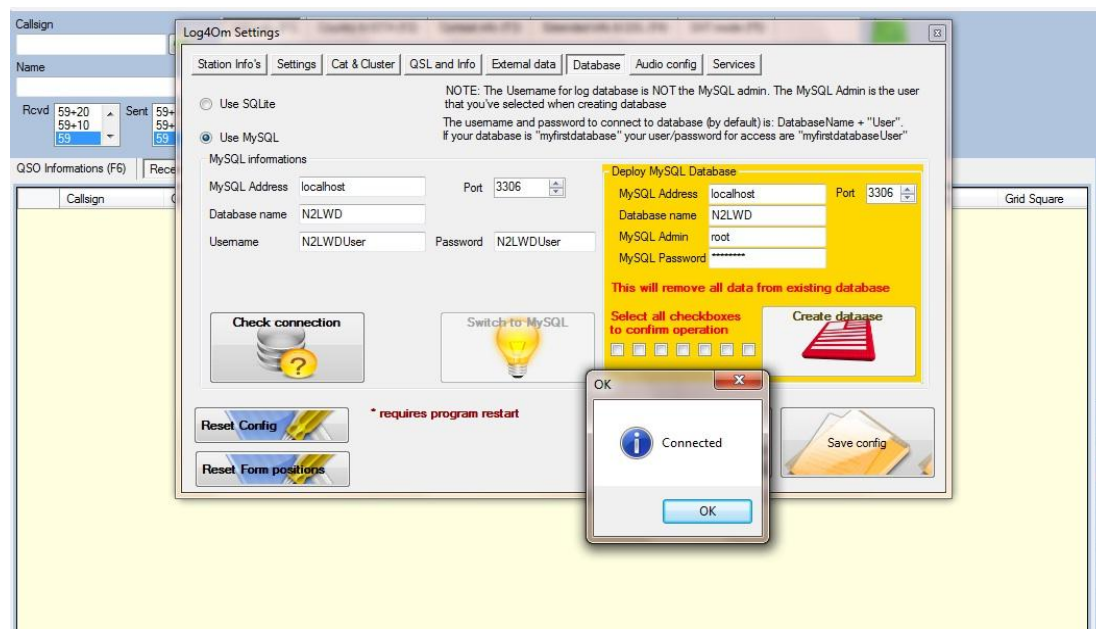 Callsign
Name
Rcvd 59+20 Sent 59+
59+10 59+
59 59
QSO Informations (F6) Rece
Callsign Grid Square
Log4Om Settings
Station Info's Settings Cat & Cluster QSL and Info External data Database Audio config Services
Use SQLite
Use MySQL
NOTE: The Username for log database is NOT the MySQL admin. The MySQL Admin is the user
that you've selected when creating database
The username and password to connect to database (by default) is: DatabaseName + "User".
If your database is "myfirstdatabase" your user/password for access are "myfirstdatabaseUser"
MySQL informations
MySQL Address localhost Port 3306
Database name N2LWD
Username N2LWDUser Password N2LWDUser
Deploy MySQL Database
MySQL Address localhost Port 3306
Database name N2LWD
MySQL Admin root
MySQL Password ********
This will remove all data from existing database
Select all checkboxes
to confirm operation
Create dataase
Check connection
Switch to MySQL
Reset Config
* requires program restart
Reset Form positions
Save config
OK
Connected
OK